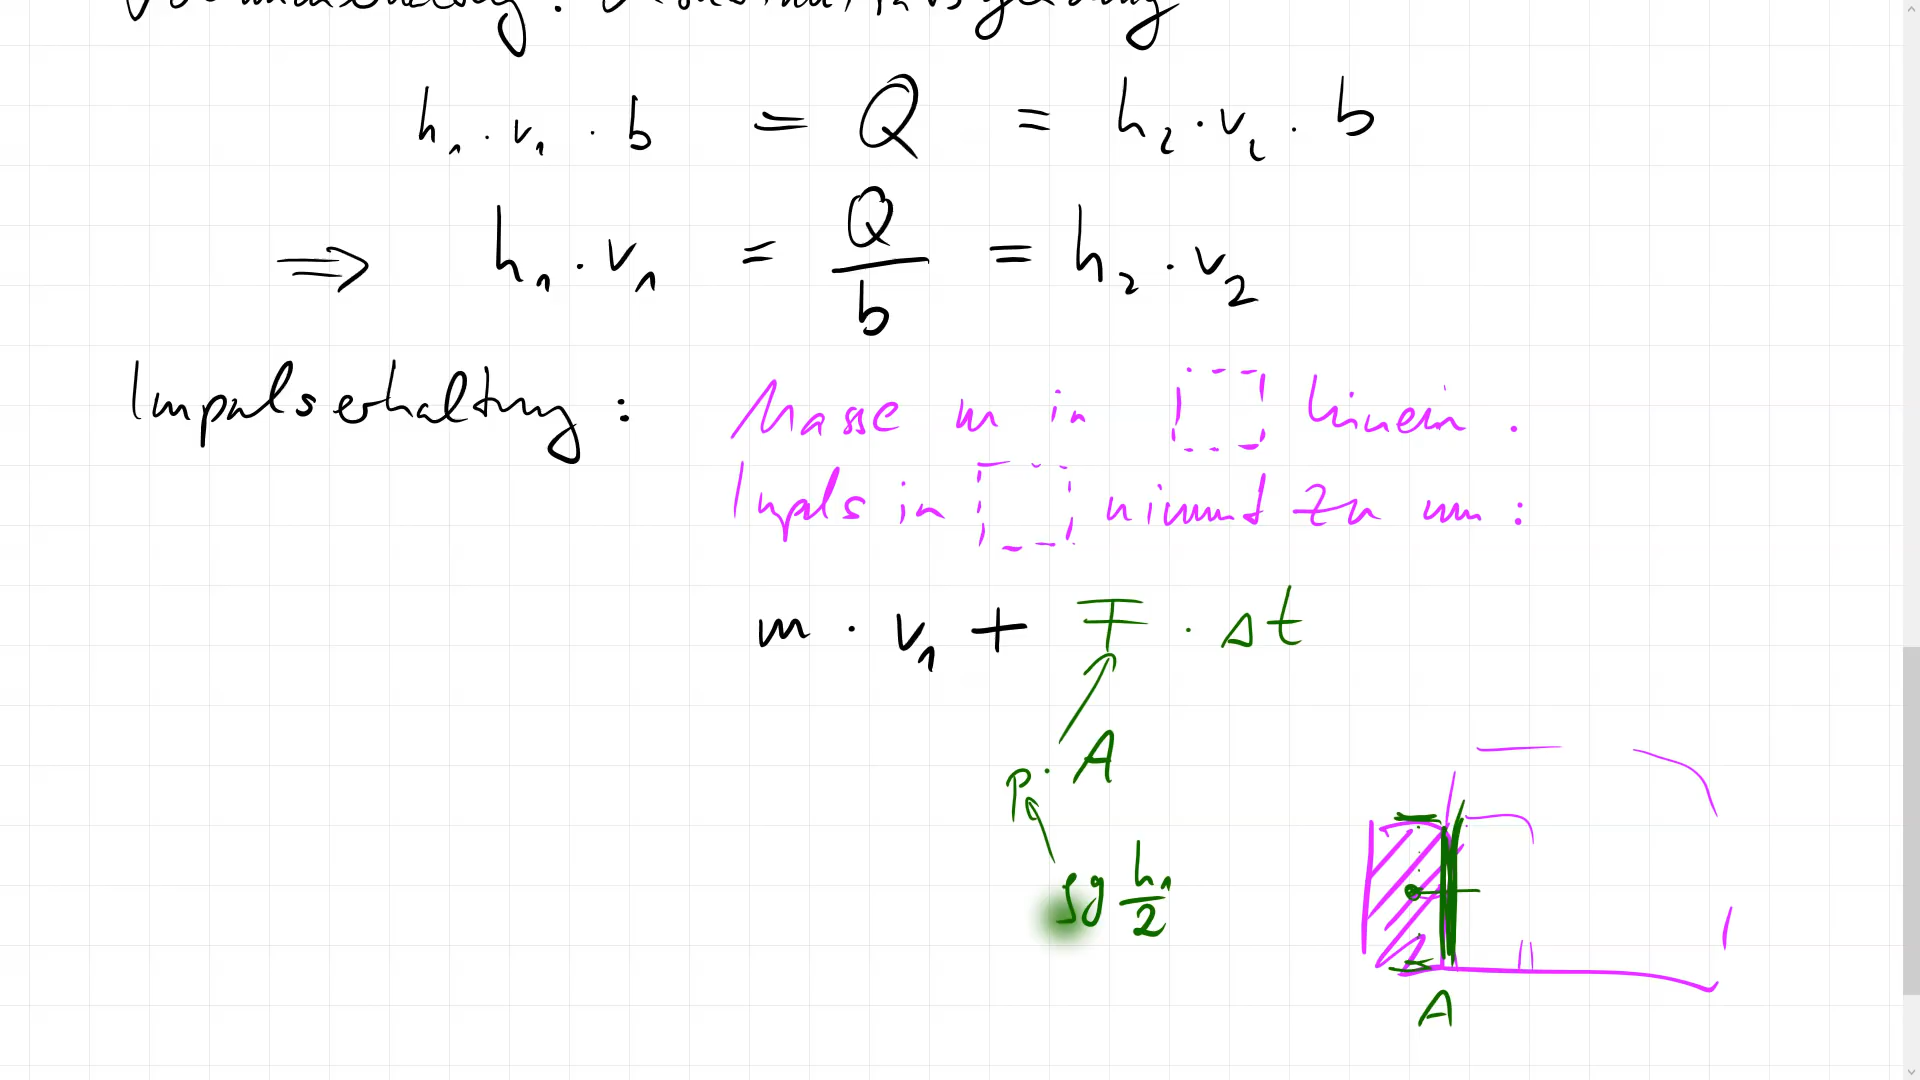 h₁ · v₁ · b = Q = h₂ · v₂ · b
⇒ h₁ · v₁ = Q/b = h₂ · v₂
Impulserhaltung : Masse m in hinein .
Impuls in nimmt zu um :
m · v₁ + F · Δt
p · A
ρg h₁/2
A